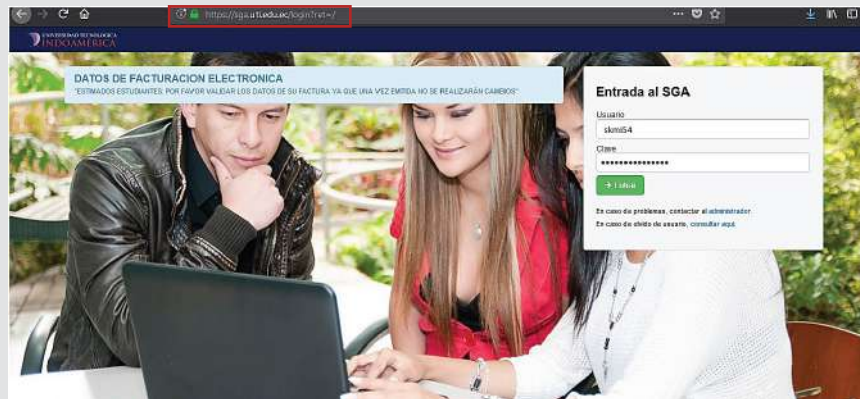 https://sga.uti.edu.ec/login?ret=/
UNIVERSIDAD TECNOLÓGICA
INDOAMÉRICA
DATOS DE FACTURACION ELECTRONICA
"ESTIMADOS ESTUDIANTES: POR FAVOR VALIDAR LOS DATOS DE SU FACTURA YA QUE UNA VEZ EMITIDA NO SE REALIZARÁN CAMBIOS"
Entrada al SGA
Usuario
skmi54
Clave
En caso de problemas, contactar al administrador.
En caso de olvido de usuario, consultar aquí.